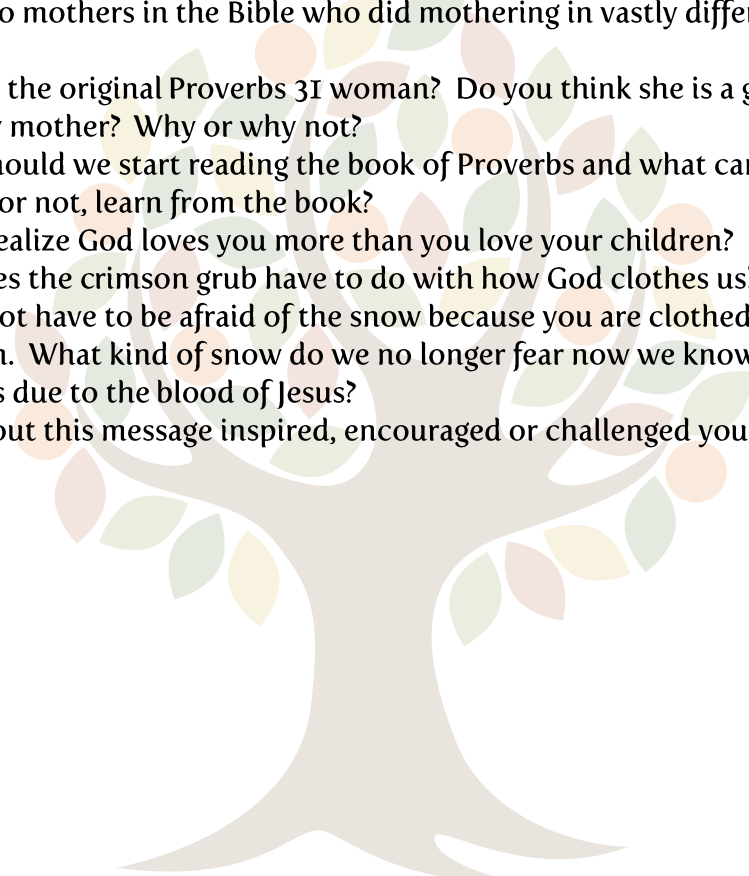 o mothers in the Bible who did mothering in vastly differ
the original Proverbs 31 woman? Do you think she is a g
y mother? Why or why not?
hould we start reading the book of Proverbs and what can
or not, learn from the book?
ealize God loves you more than you love your children?
es the crimson grub have to do with how God clothes us?
ot have to be afraid of the snow because you are clothed
n. What kind of snow do we no longer fear now we know
s due to the blood of Jesus?
out this message inspired, encouraged or challenged you